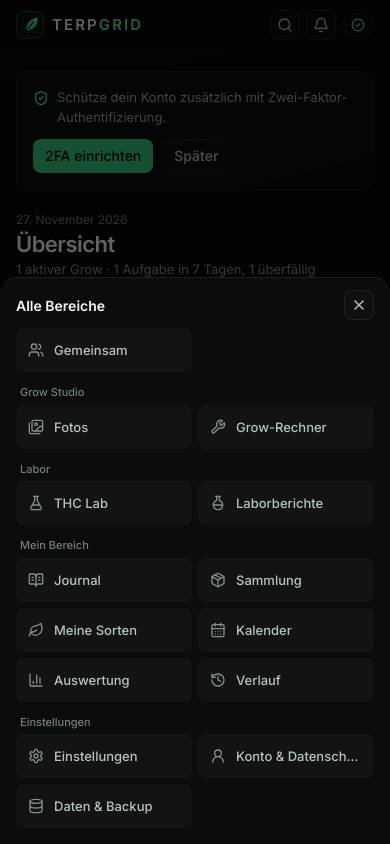 TERPGRID
Schütze dein Konto zusätzlich mit Zwei-Faktor-
Authentifizierung.
2FA einrichten
Später
27. November 2026
Übersicht
1 aktiver Grow · 1 Aufgabe in 7 Tagen, 1 überfällig
Alle Bereiche
Gemeinsam
Grow Studio
Fotos
Grow-Rechner
Labor
THC Lab
Laborberichte
Mein Bereich
Journal
Sammlung
Meine Sorten
Kalender
Auswertung
Verlauf
Einstellungen
Einstellungen
Konto & Datensch...
Daten & Backup